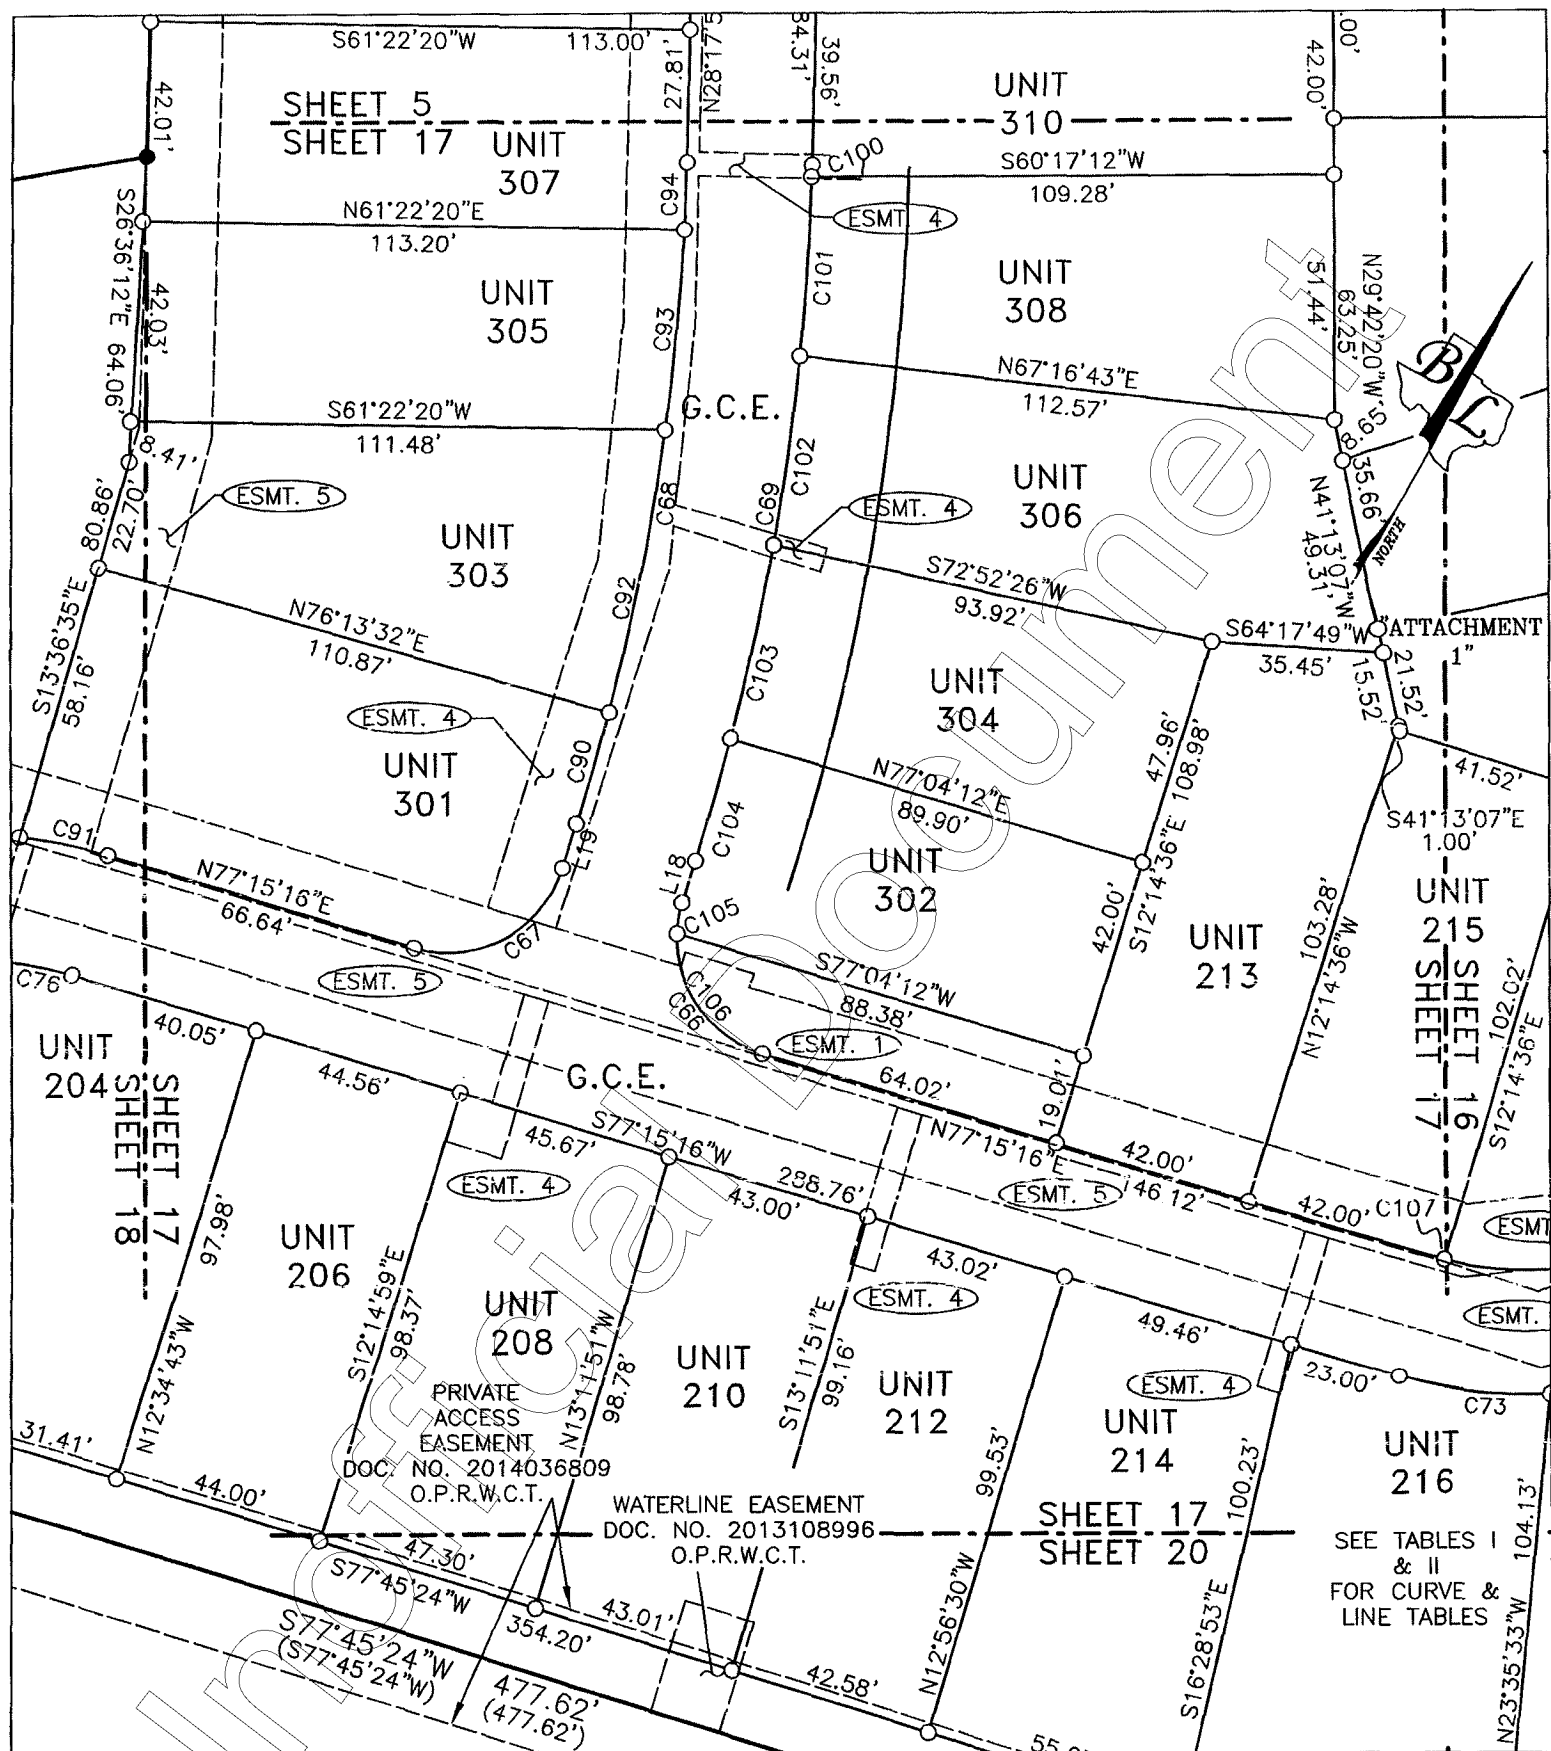 S61°22'20"W 113.00'
42.01'
27.81'
N28°17'5
84.31'
39.56'
42.00'
.00'
SHEET 5
SHEET 17
UNIT
307
UNIT
310
C100
C94
S60°17'12"W
109.28'
ESMT. 4
N61°22'20"E
113.20'
S26°36'12"E 64.06'
42.03'
UNIT
305
C93
C101
UNIT
308
51.44'
63.25'
N29°42'20"W
N67°16'43"E
112.57'
S61°22'20"W
111.48'
G.C.E.
8.41'
8.65'
35.66'
B
L
NORTH
N41°13'07"W
49.31'
80.86'
22.70'
ESMT. 5
UNIT
303
C68
C69
C102
ESMT. 4
UNIT
306
S72°52'26"W
93.92'
C92
N76°13'32"E
110.87'
S13°36'35"E
58.16'
S64°17'49"W
35.45'
"ATTACHMENT
1"
15.52'
21.52'
C103
UNIT
304
ESMT. 4
UNIT
301
C90
47.96'
S12°14'36"E 108.98'
N77°04'12"E
89.90'
41.52'
S41°13'07"E
1.00'
C91
L19
L18
C104
UNIT
302
42.00'
103.28'
N12°14'36"W
UNIT
215
N77°15'16"E
66.64'
C67
C105
UNIT
213
S77°04'12"W
88.38'
C106
C66
ESMT. 5
C76
SHEET 16
SHEET 17
102.02'
S12°14'36"E
40.05'
UNIT
204
44.56'
G.C.E.
ESMT. 1
64.02'
19.01'
SHEET 17
SHEET 18
45.67'
S77°15'16"W
288.76'
43.00'
N77°15'16"E
146.12'
42.00'
ESMT. 5
42.00'
C107
ESMT
ESMT. 4
97.98'
N12°34'43"W
UNIT
206
S12°14'59"E
98.37'
UNIT
208
N13°11'51"W
98.78'
UNIT
210
S13°11'51"E
99.16'
43.02'
ESMT. 4
UNIT
212
49.46'
ESMT.
23.00'
C73
ESMT. 4
UNIT
214
UNIT
216
PRIVATE
ACCESS
EASEMENT
DOC. NO. 2014036809
O.P.R.W.C.T.
31.41'
44.00'
WATERLINE EASEMENT
DOC. NO. 2013108996
O.P.R.W.C.T.
99.53'
N12°56'30"W
SHEET 17
SHEET 20
100.23'
S16°28'53"E
SEE TABLES I
& II
FOR CURVE &
LINE TABLES
104.13'
N23°35'33"W
47.30'
S77°45'24"W
354.20'
43.01'
42.58'
S77°45'24"W
(S77°45'24"W)
477.62'
(477.62')
Unofficial Document